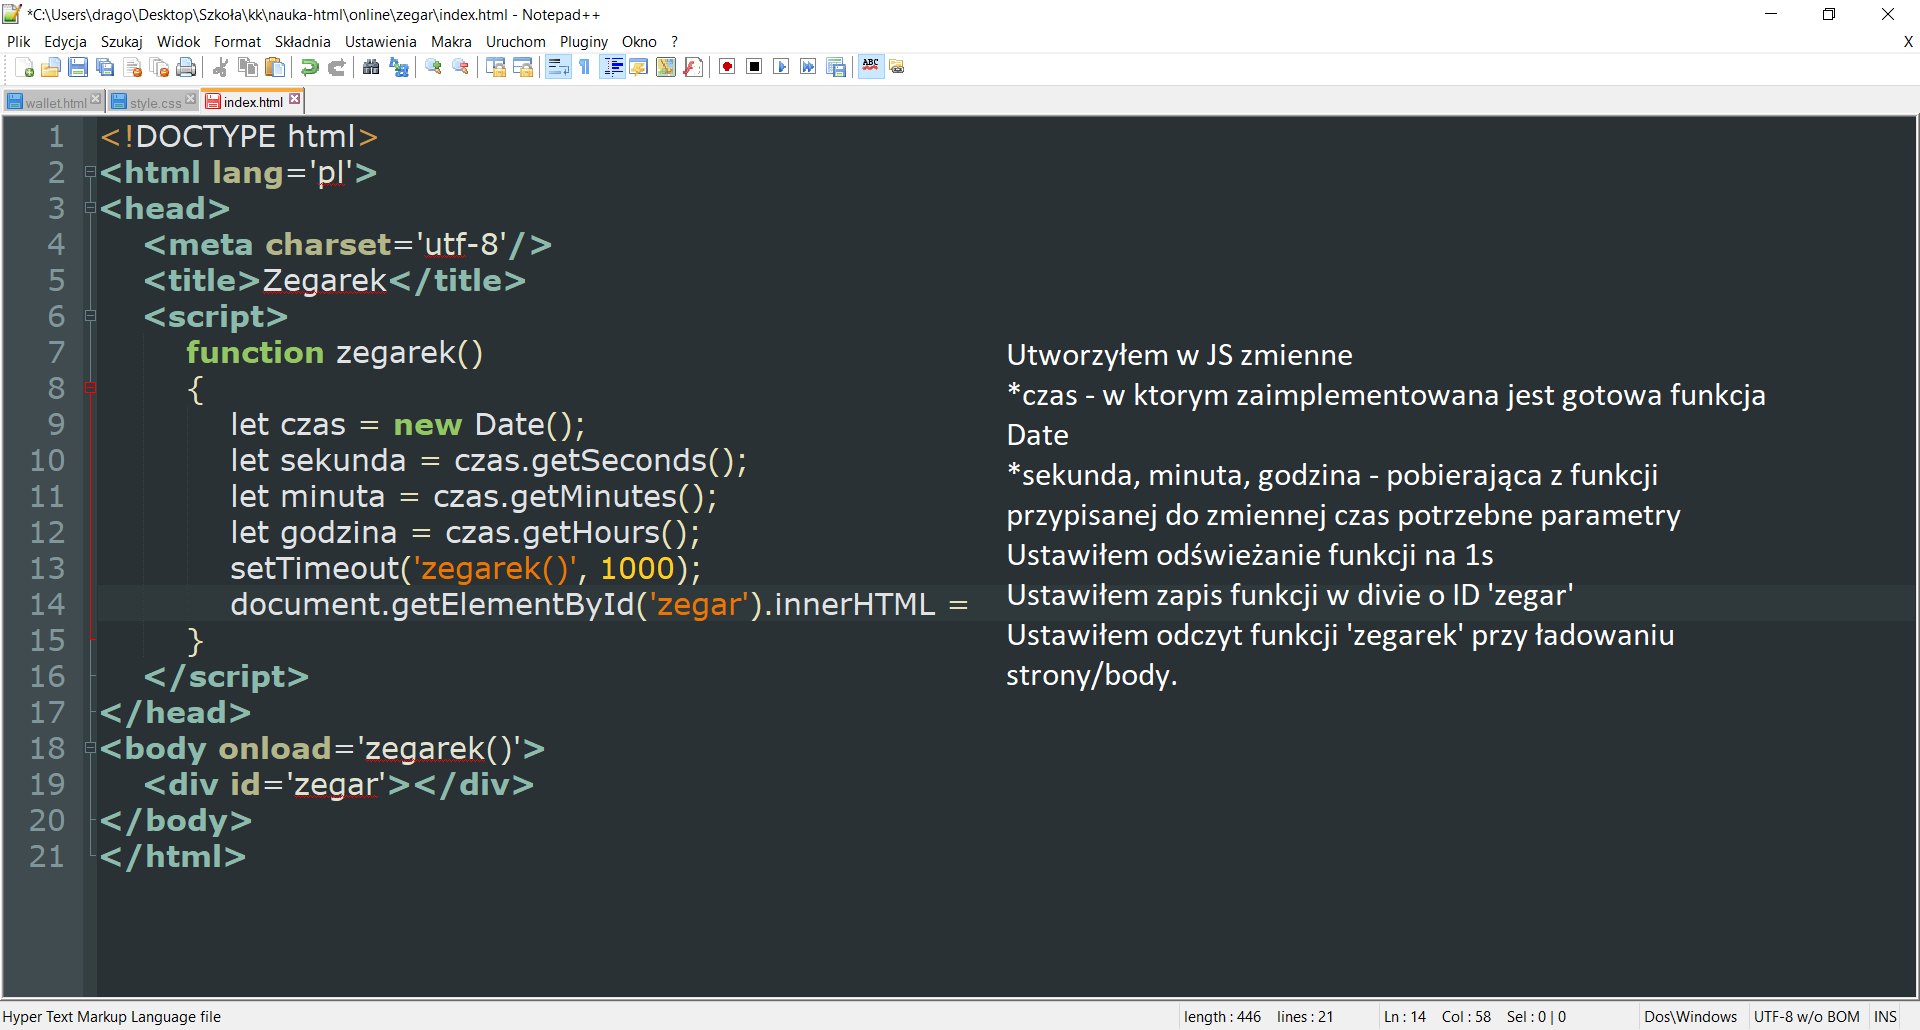 *C:\Users\drago\Desktop\Szkoła\kk\nauka-html\online\zegar\index.html - Notepad++
Plik Edycja Szukaj Widok Format Składnia Ustawienia Makra Uruchom Pluginy Okno ? X
ABC
wallet.html style.css index.html
1 <!DOCTYPE html>
2 <html lang='pl'>
3 <head>
4 <meta charset='utf-8'/>
5 <title>Zegarek</title>
6 <script>
7 function zegarek()
8 {
9 let czas = new Date();
10 let sekunda = czas.getSeconds();
11 let minuta = czas.getMinutes();
12 let godzina = czas.getHours();
13 setTimeout('zegarek()', 1000);
14 document.getElementById('zegar').innerHTML =
15 }
16 </script>
17 </head>
18 <body onload='zegarek()'>
19 <div id='zegar'></div>
20 </body>
21 </html>
Utworzyłem w JS zmienne
*czas - w ktorym zaimplementowana jest gotowa funkcja
Date
*sekunda, minuta, godzina - pobierająca z funkcji
przypisanej do zmiennej czas potrzebne parametry
Ustawiłem odświeżanie funkcji na 1s
Ustawiłem zapis funkcji w divie o ID 'zegar'
Ustawiłem odczyt funkcji 'zegarek' przy ładowaniu
strony/body.
Hyper Text Markup Language file length : 446 lines : 21 Ln : 14 Col : 58 Sel : 0 | 0 Dos\Windows UTF-8 w/o BOM INS